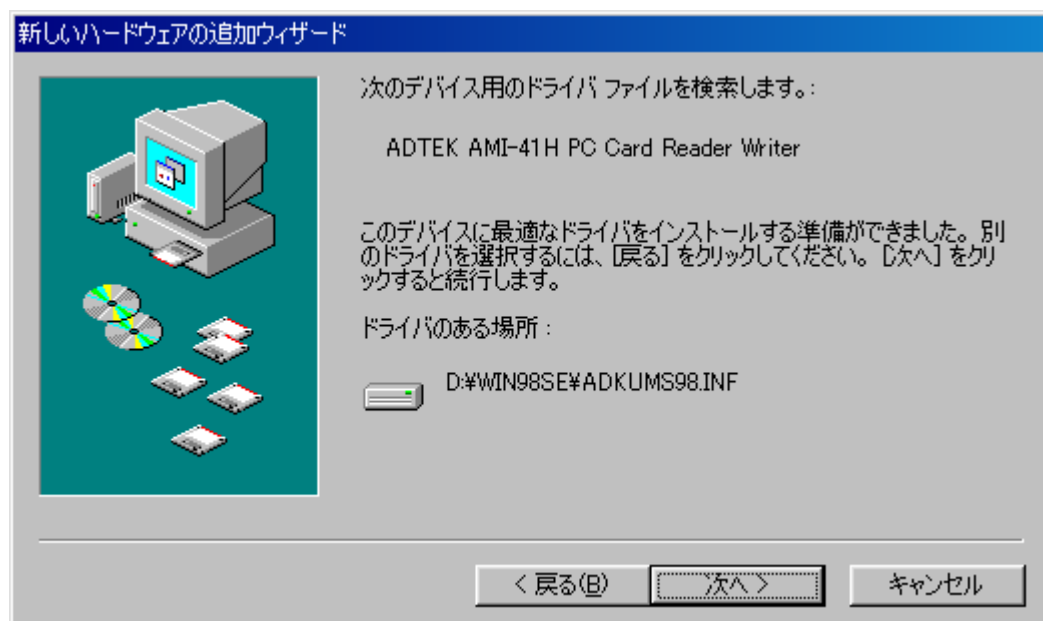 新しいハードウェアの追加ウィザード
次のデバイス用のドライバ ファイルを検索します。:
ADTEK AMI-41H PC Card Reader Writer
このデバイスに最適なドライバをインストールする準備ができました。別
のドライバを選択するには、[戻る] をクリックしてください。[次へ] をクリ
ックすると続行します。
ドライバのある場所 :
D:¥WIN98SE¥ADKUMS98.INF
< 戻る(B)
次へ >
キャンセル